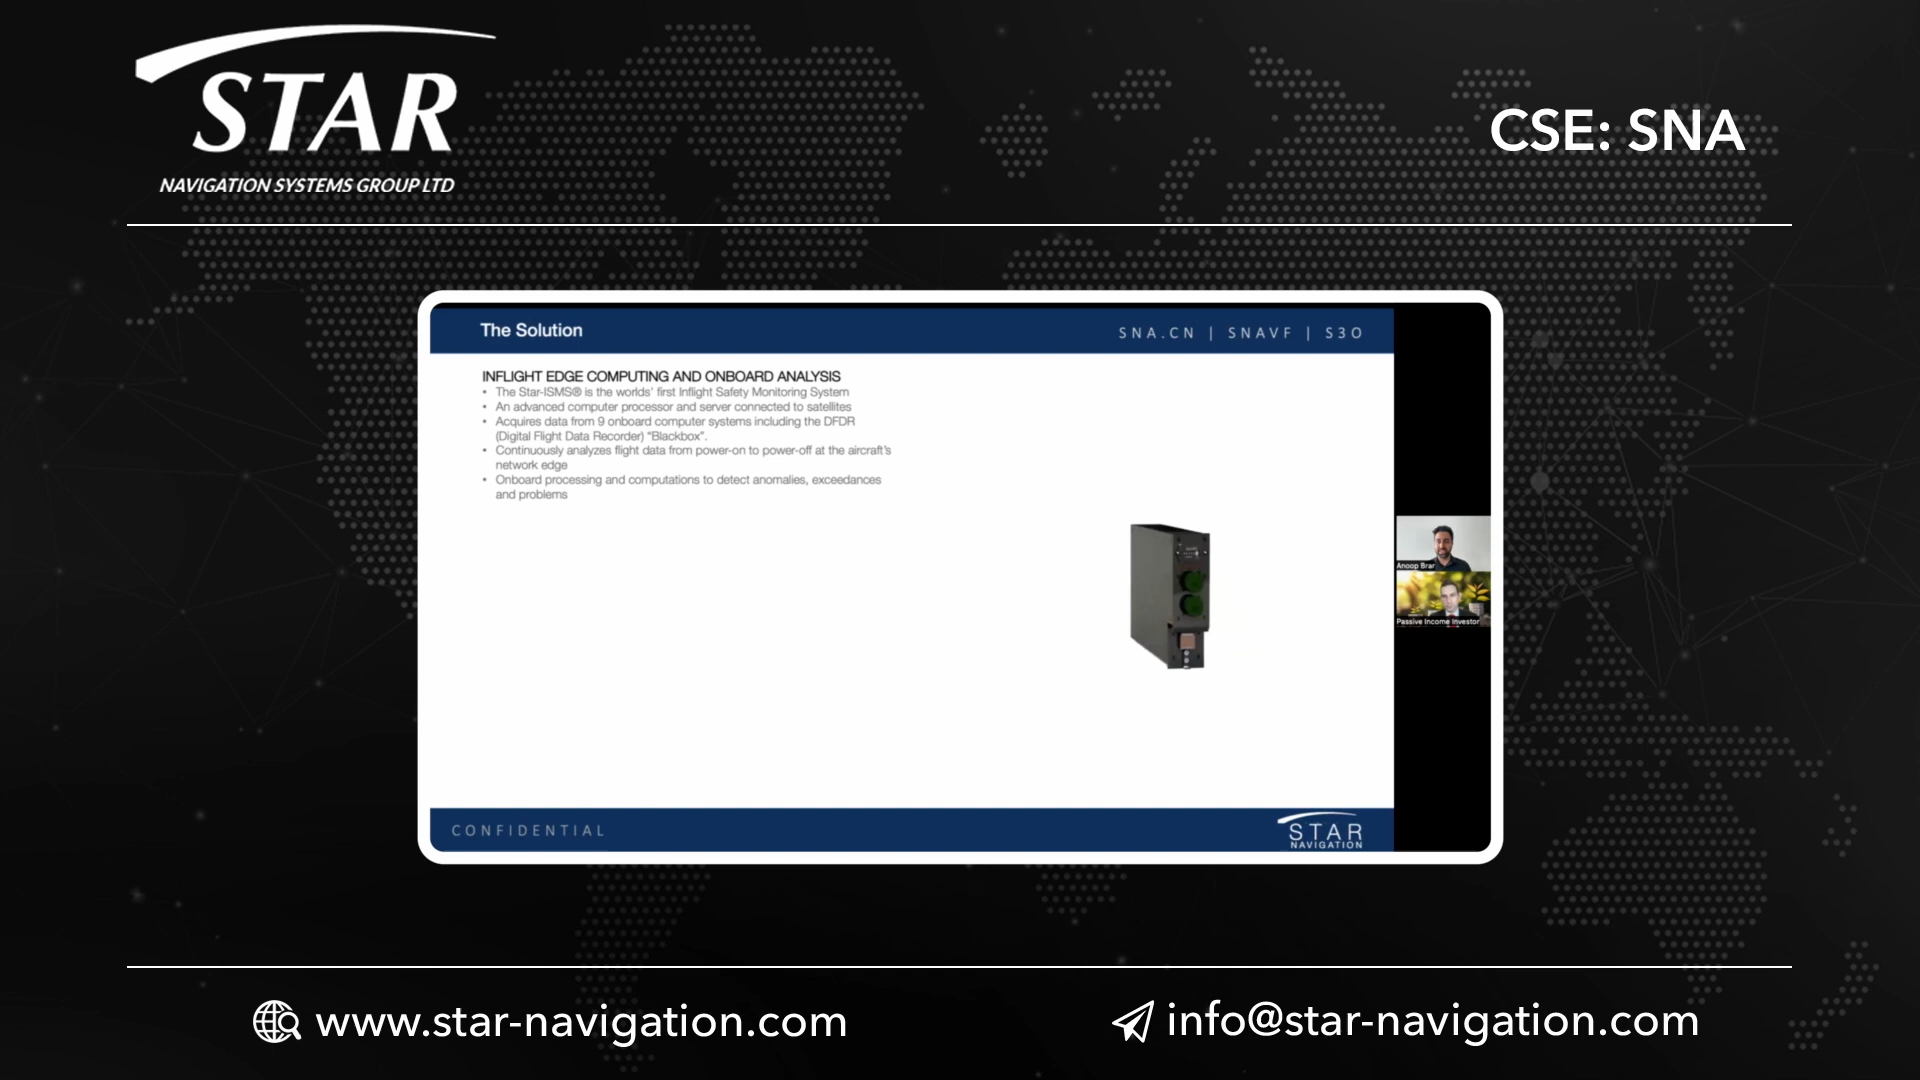 STAR
NAVIGATION SYSTEMS GROUP LTD
CSE: SNA
The Solution
SNA.CN | SNAVF | S3O
INFLIGHT EDGE COMPUTING AND ONBOARD ANALYSIS
• The Star-ISMS® is the worlds' first Inflight Safety Monitoring System
• An advanced computer processor and server connected to satellites
• Acquires data from 9 onboard computer systems including the DFDR
(Digital Flight Data Recorder) “Blackbox”.
• Continuously analyzes flight data from power-on to power-off at the aircraft’s
network edge
• Onboard processing and computations to detect anomalies, exceedances
and problems
Anoop Brar
Passive Income Investor
CONFIDENTIAL
STAR
NAVIGATION
www.star-navigation.com
info@star-navigation.com